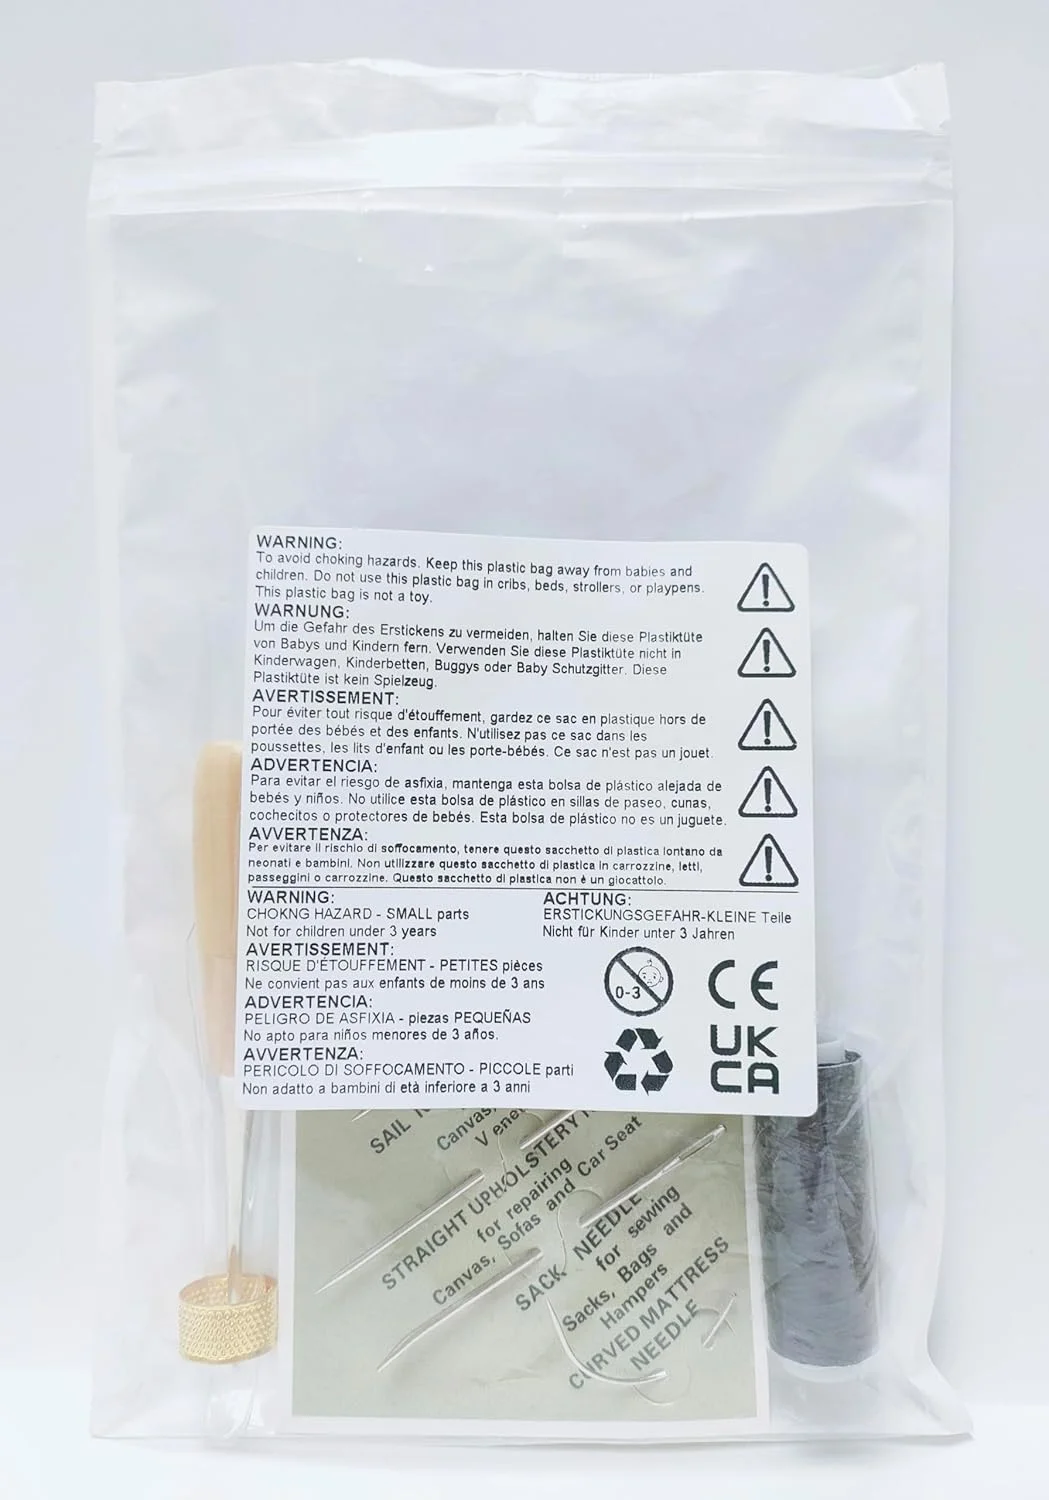 WARNING:
To avoid choking hazards. Keep this plastic bag away from babies and
children. Do not use this plastic bag in cribs, beds, strollers, or playpens.
This plastic bag is not a toy.
WARNUNG:
Um die Gefahr des Erstickens zu vermeiden, halten Sie diese Plastiktüte
von Babys und Kindern fern. Verwenden Sie diese Plastiktüte nicht in
Kinderwagen, Kinderbetten, Buggys oder Baby Schutzgitter. Diese
Plastiktüte ist kein Spielzeug.
AVERTISSEMENT:
Pour éviter tout risque d'étouffement, gardez ce sac en plastique hors de
portée des bébés et des enfants. N'utilisez pas ce sac dans les
poussettes, les lits d'enfant ou les porte-bébés. Ce sac n'est pas un jouet.
ADVERTENCIA:
Para evitar el riesgo de asfixia, mantenga esta bolsa de plástico alejada de
bebés y niños. No utilice esta bolsa de plástico en sillas de paseo, cunas,
cochecitos o protectores de bebé. Esta bolsa de plástico no es un juguete.
AVVERTENZA:
Per evitare il rischio di soffocamento, tenere questo sacchetto di plastica lontano da
neonati e bambini. Non utilizzare questo sacchetto di plastica in carrozzine, letti,
passeggini o carrozzine. Questo sacchetto di plastica non è un giocattolo.
WARNING:
CHOKNG HAZARD - SMALL parts
Not for children under 3 years
ACHTUNG:
ERSTICKUNGSGEFAHR-KLEINE Teile
Nicht für Kinder unter 3 Jahren
AVERTISSEMENT:
RISQUE D'ÉTOUFFEMENT - PETITES pièces
Ne convient pas aux enfants de moins de 3 ans
ADVERTENCIA:
PELIGRO DE ASFIXIA - piezas PEQUEÑAS
No apto para niños menores de 3 años.
AVVERTENZA:
PERICOLO DI SOFFOCAMENTO - PICCOLE parti
Non adatto a bambini di età inferiore a 3 anni
0-3
CE
UK
CA
SAIL
Canvas,
STRAIGHT UPHOLSTERY
for repairing
Canvas, Sofas and Car Seat
SACK NEEDLE
for sewing
Sacks, Bags and
Hampers
CURVED MATTRESS
NEEDLE